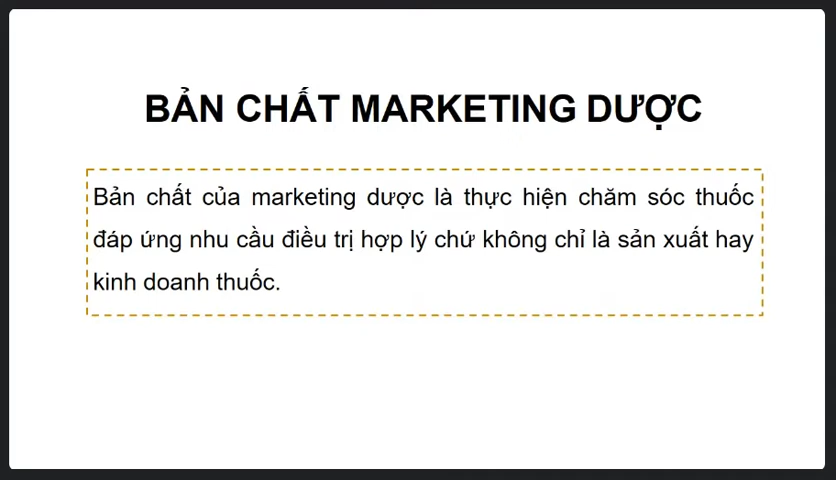 BẢN CHẤT MARKETING DƯỢC
Bản chất của marketing dược là thực hiện chăm sóc thuốc
đáp ứng nhu cầu điều trị hợp lý chứ không chỉ là sản xuất hay
kinh doanh thuốc.